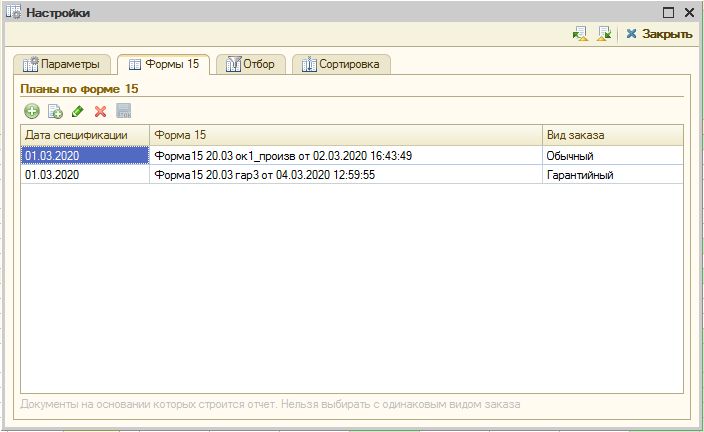 Настройки
Закрыть
Параметры Формы 15 Отбор Сортировка
Планы по форме 15
Дата спецификации Форма 15 Вид заказа
01.03.2020 Форма15 20.03 ок1_произв от 02.03.2020 16:43:49 Обычный
01.03.2020 Форма15 20.03 гар3 от 04.03.2020 12:59:55 Гарантийный
Документы на основании которых строится отчет. Нельзя выбирать с одинаковым видом заказа